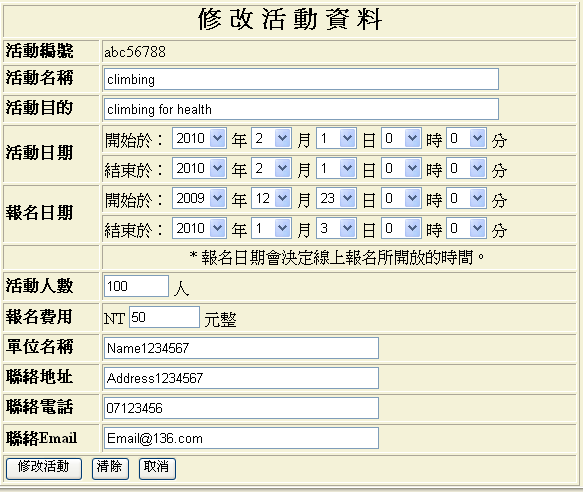 修改活動資料
活動編號 abc56788
活動名稱 climbing
活動目的 climbing for health
活動日期 開始於： 2010 年 2 月 1 日 0 時 0 分
結束於： 2010 年 2 月 1 日 0 時 0 分
報名日期 開始於： 2009 年 12 月 23 日 0 時 0 分
結束於： 2010 年 1 月 3 日 0 時 0 分
* 報名日期會決定線上報名所開放的時間。
活動人數 100 人
報名費用 NT 50 元整
單位名稱 Name1234567
聯絡地址 Address1234567
聯絡電話 07123456
聯絡Email Email@136.com
修改活動 清除 取消